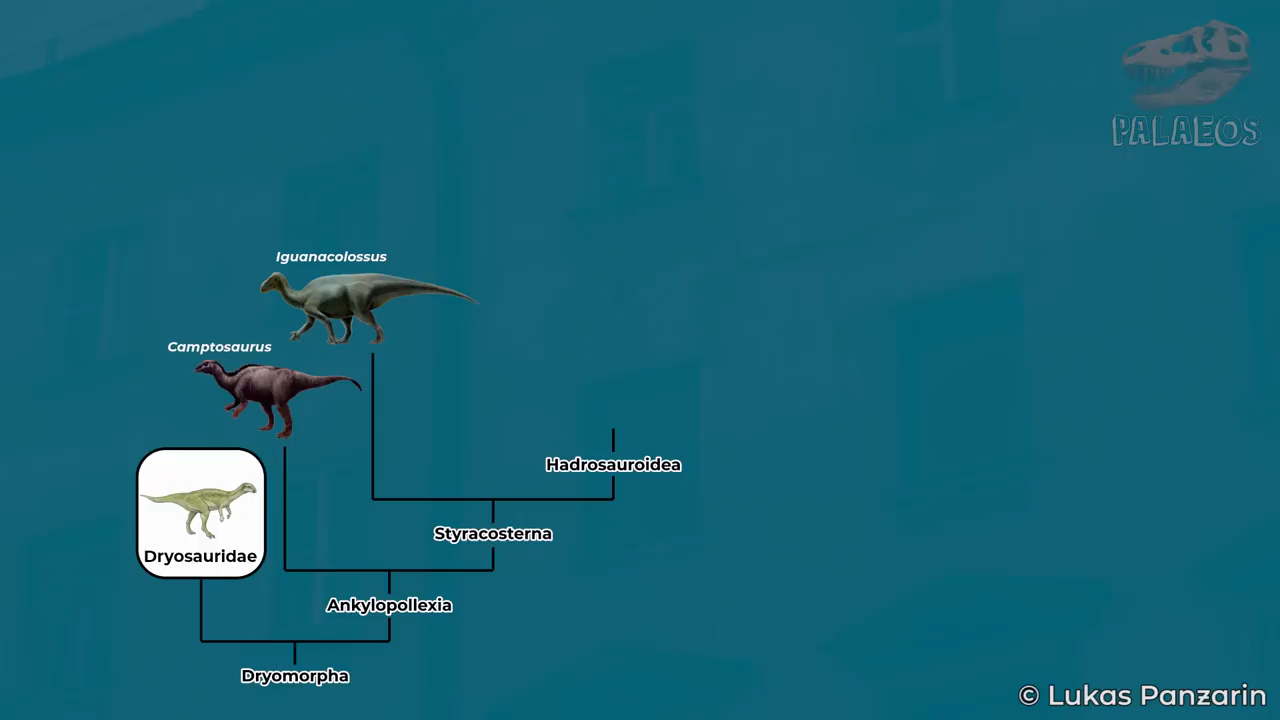 PALAEOS
Iguanacolossus
Camptosaurus
Hadrosauroidea
Styracosterna
Dryosauridae
Ankylopollexia
Dryomorpha
© Lukas Panzarin